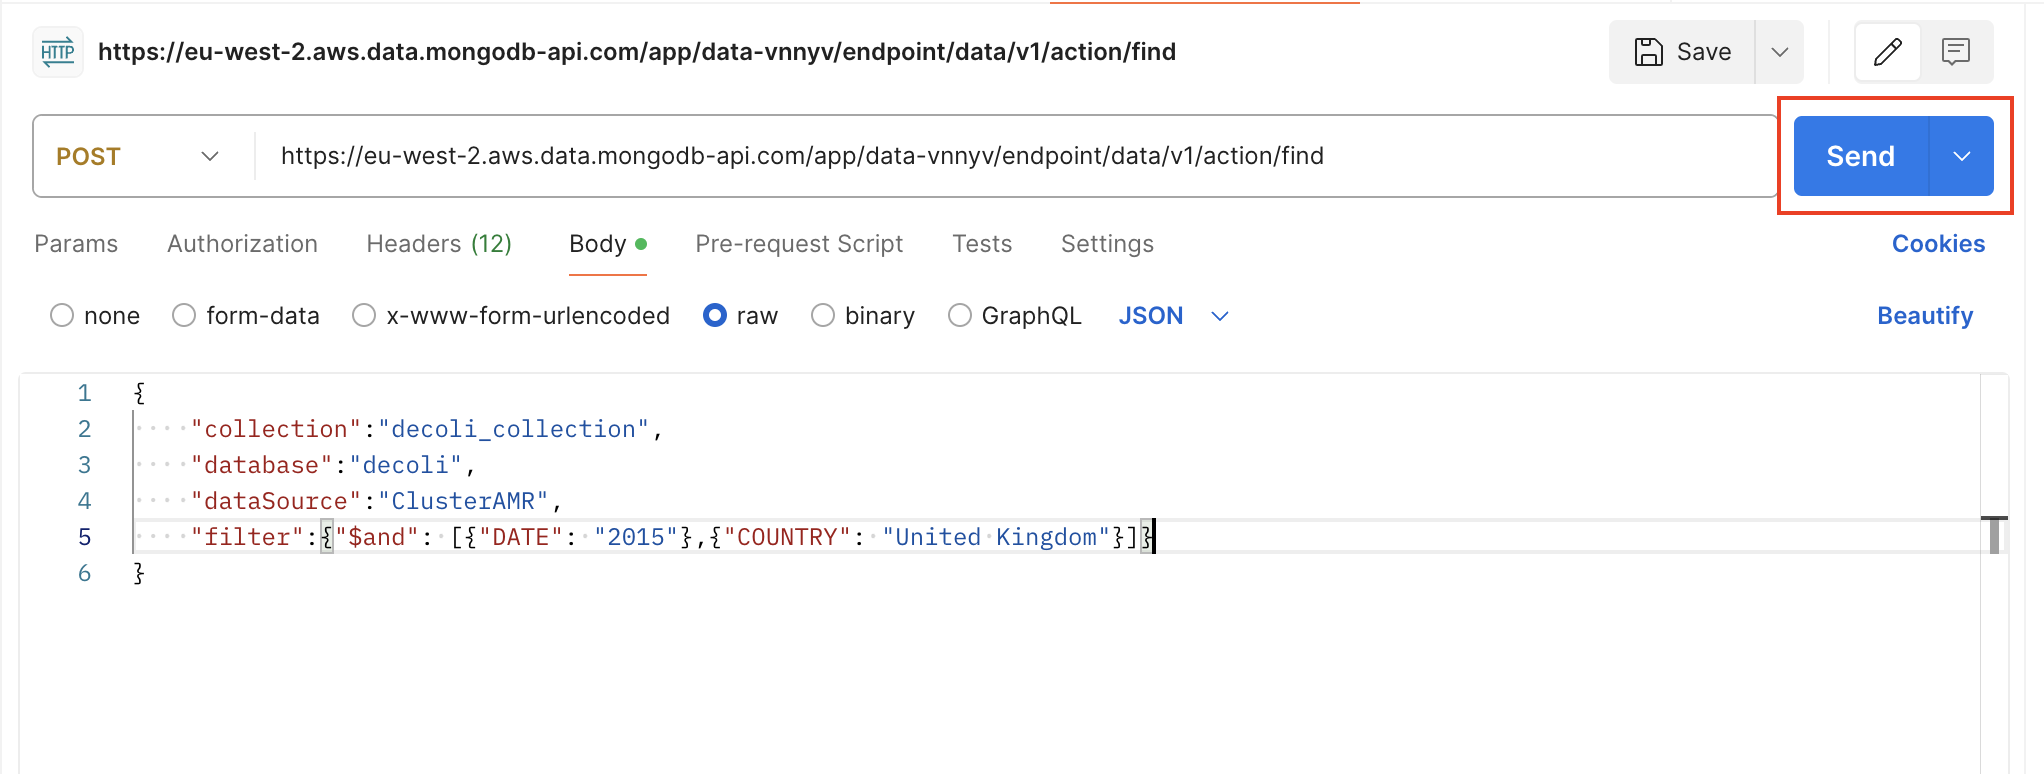 HTTP https://eu-west-2.aws.data.mongodb-api.com/app/data-vnnyv/endpoint/data/v1/action/find Save
POST https://eu-west-2.aws.data.mongodb-api.com/app/data-vnnyv/endpoint/data/v1/action/find Send
Params Authorization Headers (12) Body Pre-request Script Tests Settings Cookies
none form-data x-www-form-urlencoded raw binary GraphQL JSON Beautify
1 {
2 "collection":"decoli_collection",
3 "database":"decoli",
4 "dataSource":"ClusterAMR",
5 "filter":{"$and": [{"DATE": "2015"},{"COUNTRY": "United Kingdom"}]}
6 }